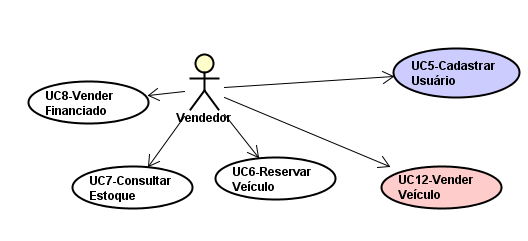 UC5-Cadastrar
Usuário
UC8-Vender
Financiado
Vendedor
UC7-Consultar
Estoque
UC6-Reservar
Veículo
UC12-Vender
Veículo